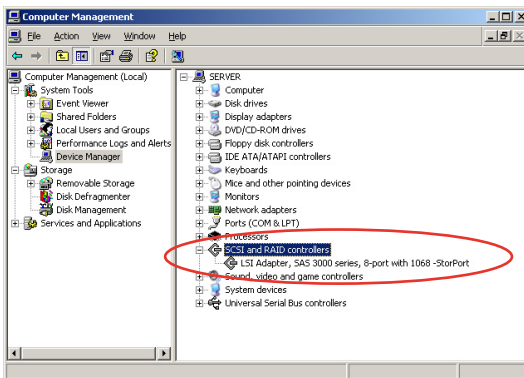 Computer Management
File Action View Window Help
Computer Management (Local)
System Tools
Event Viewer
Shared Folders
Local Users and Groups
Performance Logs and Alerts
Device Manager
Storage
Removable Storage
Disk Defragmenter
Disk Management
Services and Applications
SERVER
Computer
Disk drives
Display adapters
DVD/CD-ROM drives
Floppy disk controllers
IDE ATA/ATAPI controllers
Keyboards
Mice and other pointing devices
Monitors
Network adapters
Ports (COM & LPT)
Processors
SCSI and RAID controllers
LSI Adapter, SAS 3000 series, 8-port with 1068 -StorPort
Sound, video and game controllers
System devices
Universal Serial Bus controllers